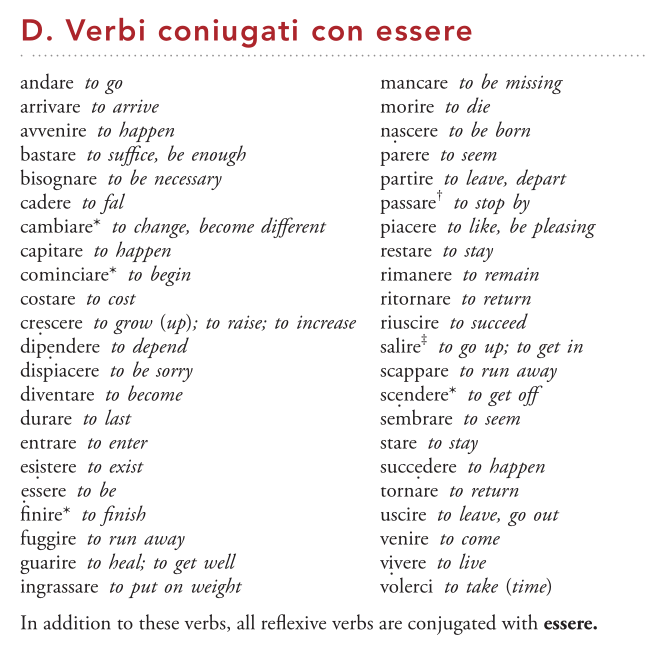 D. Verbi coniugati con essere
andare to go
arrivare to arrive
avvenire to happen
bastare to suffice, be enough
bisognare to be necessary
cadere to fal
cambiare* to change, become different
capitare to happen
cominciare* to begin
costare to cost
crescere to grow (up); to raise; to increase
dipendere to depend
dispiacere to be sorry
diventare to become
durare to last
entrare to enter
esistere to exist
essere to be
finire* to finish
fuggire to run away
guarire to heal; to get well
ingrassare to put on weight
mancare to be missing
morire to die
nascere to be born
parere to seem
partire to leave, depart
passare† to stop by
piacere to like, be pleasing
restare to stay
rimanere to remain
ritornare to return
riuscire to succeed
salire‡ to go up; to get in
scappare to run away
scendere* to get off
sembrare to seem
stare to stay
succedere to happen
tornare to return
uscire to leave, go out
venire to come
vivere to live
volerci to take (time)
In addition to these verbs, all reflexive verbs are conjugated with essere.